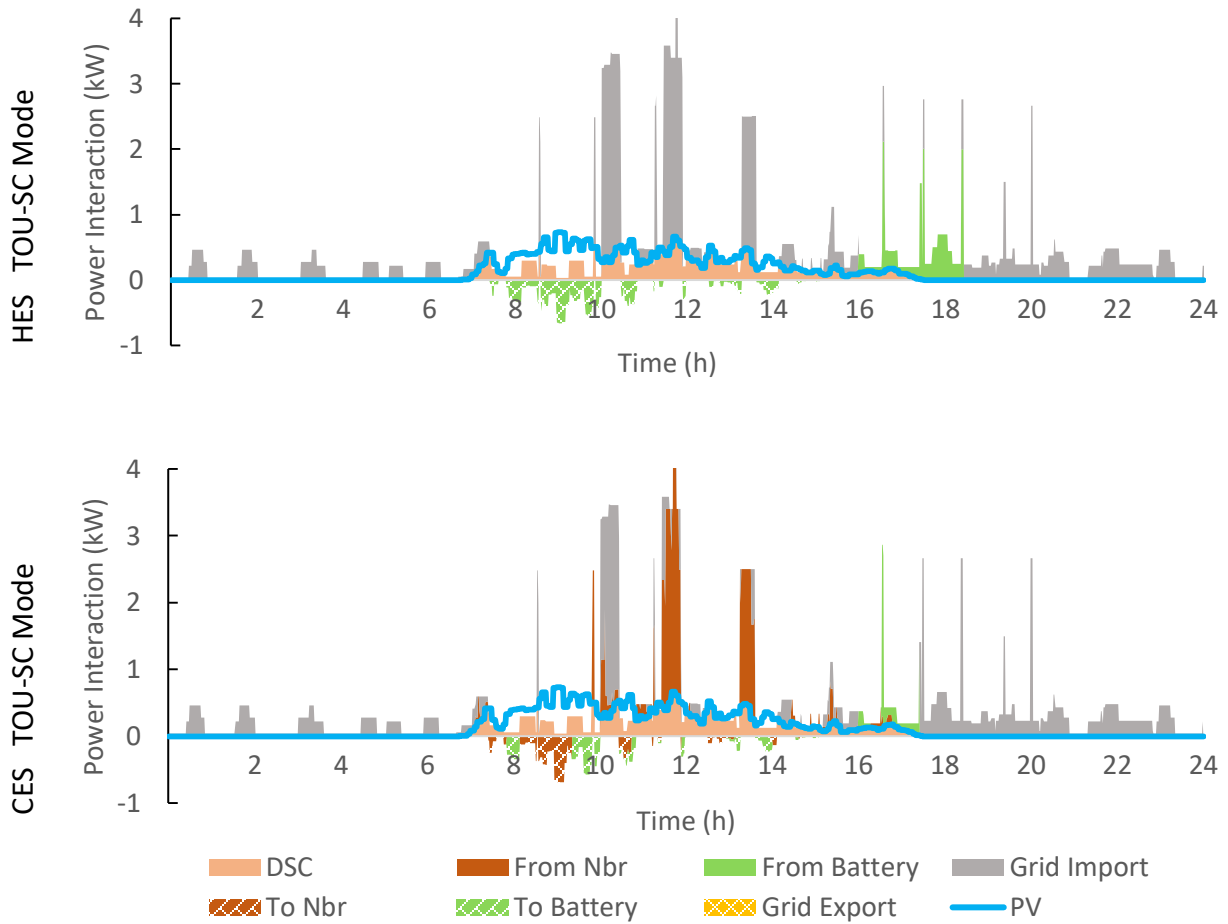 HES TOU-SC Mode
Power Interaction (kW)
4
3
2
1
0
-1
2 4 6 8 10 12 14 16 18 20 22 24
Time (h)
CES TOU-SC Mode
Power Interaction (kW)
4
3
2
1
0
-1
2 4 6 8 10 12 14 16 18 20 22 24
Time (h)
DSC From Nbr From Battery Grid Import
To Nbr To Battery Grid Export PV